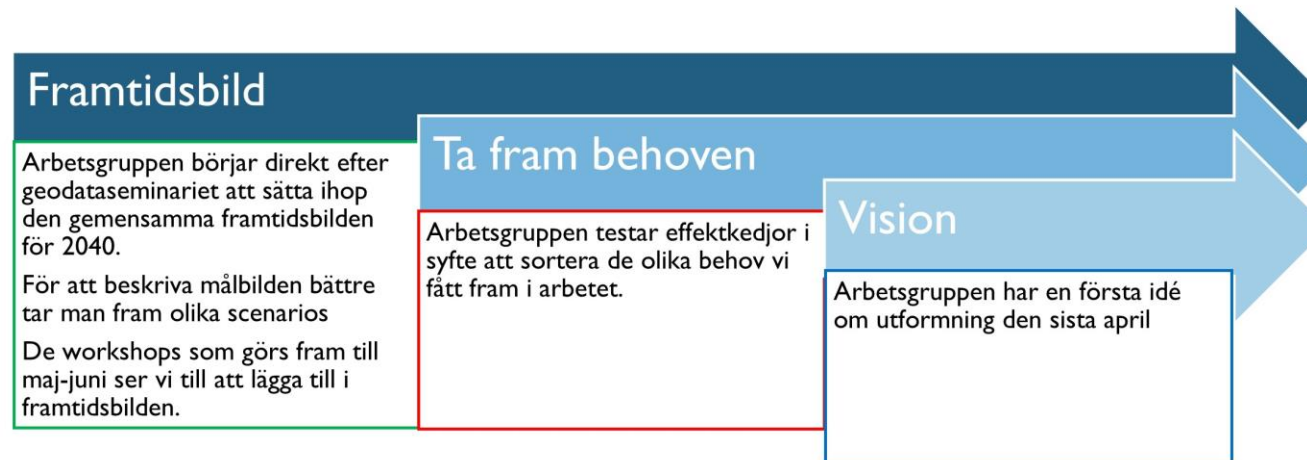 Framtidsbild
Arbetsgruppen börjar direkt efter
geodataseminariet att sätta ihop
den gemensamma framtidsbilden
för 2040.
För att beskriva målbilden bättre
tar man fram olika scenarios
De workshops som görs fram till
maj-juni ser vi till att lägga till i
framtidsbilden.
Ta fram behoven
Arbetsgruppen testar effektkedjor i
syfte att sortera de olika behov vi
fått fram i arbetet.
Vision
Arbetsgruppen har en första idé
om utformning den sista april